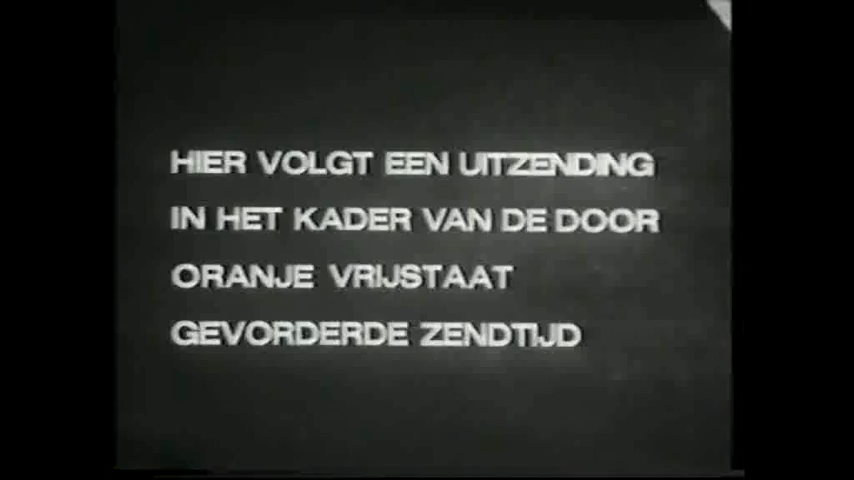 HIER VOLGT EEN UITZENDING
IN HET KADER VAN DE DOOR
ORANJE VRIJSTAAT
GEVORDERDE ZENDTIJD